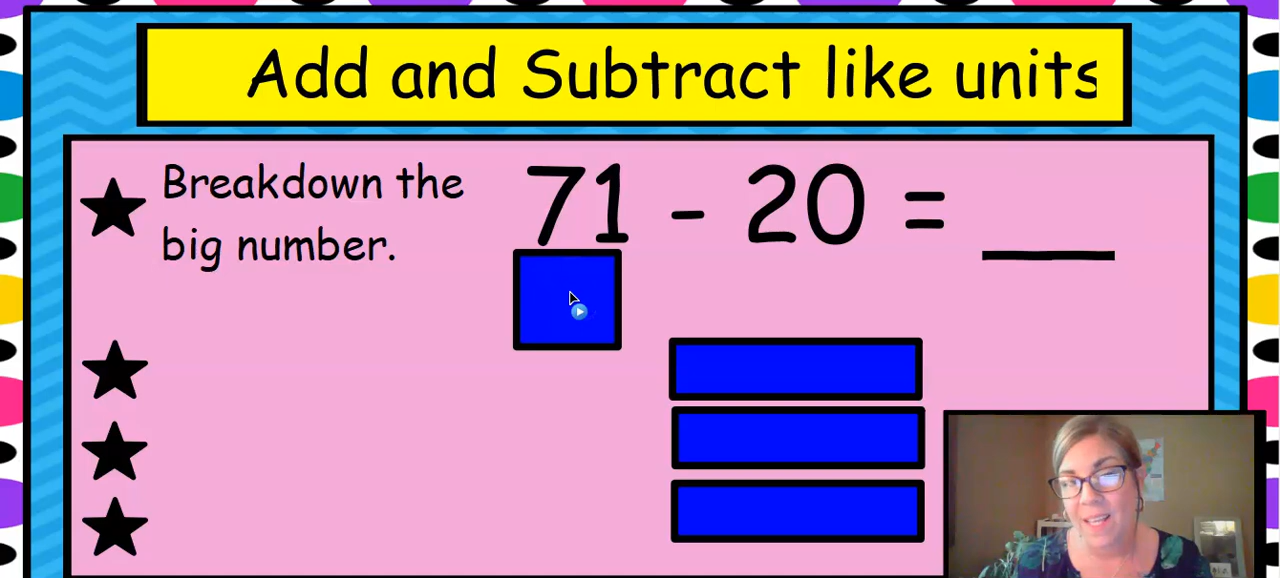 Add and Subtract like units
Breakdown the
big number.
71 - 20 = ___